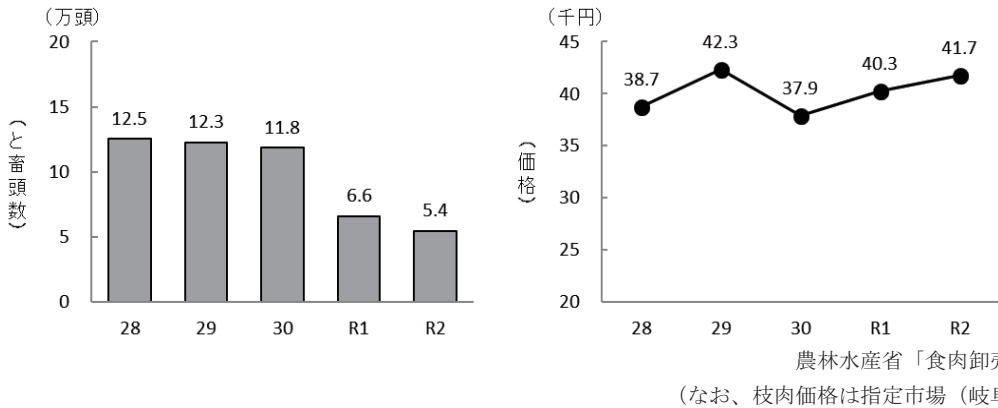 （万頭）
20
15
10
5
0
（と畜頭数）
12.5
12.3
11.8
6.6
5.4
28
29
30
R1
R2
（千円）
45
40
35
30
25
20
（価格）
38.7
42.3
37.9
40.3
41.7
28
29
30
R1
R2
農林水産省「食肉卸売
（なお、枝肉価格は指定市場（岐阜